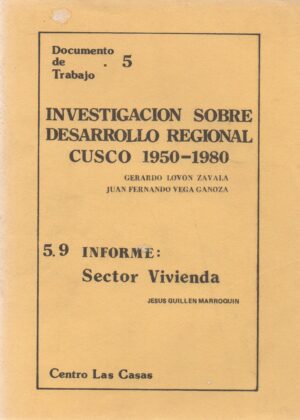 Documento
de . 5
Trabajo
INVESTIGACION SOBRE
DESARROLLO REGIONAL
CUSCO 1950-1980
GERARDO LOVON ZAVALA
JUAN FERNANDO VEGA GANOZA
5.9 INFORME:
Sector Vivienda
JESUS GUILLEN MARROQUIN
Centro Las Casas